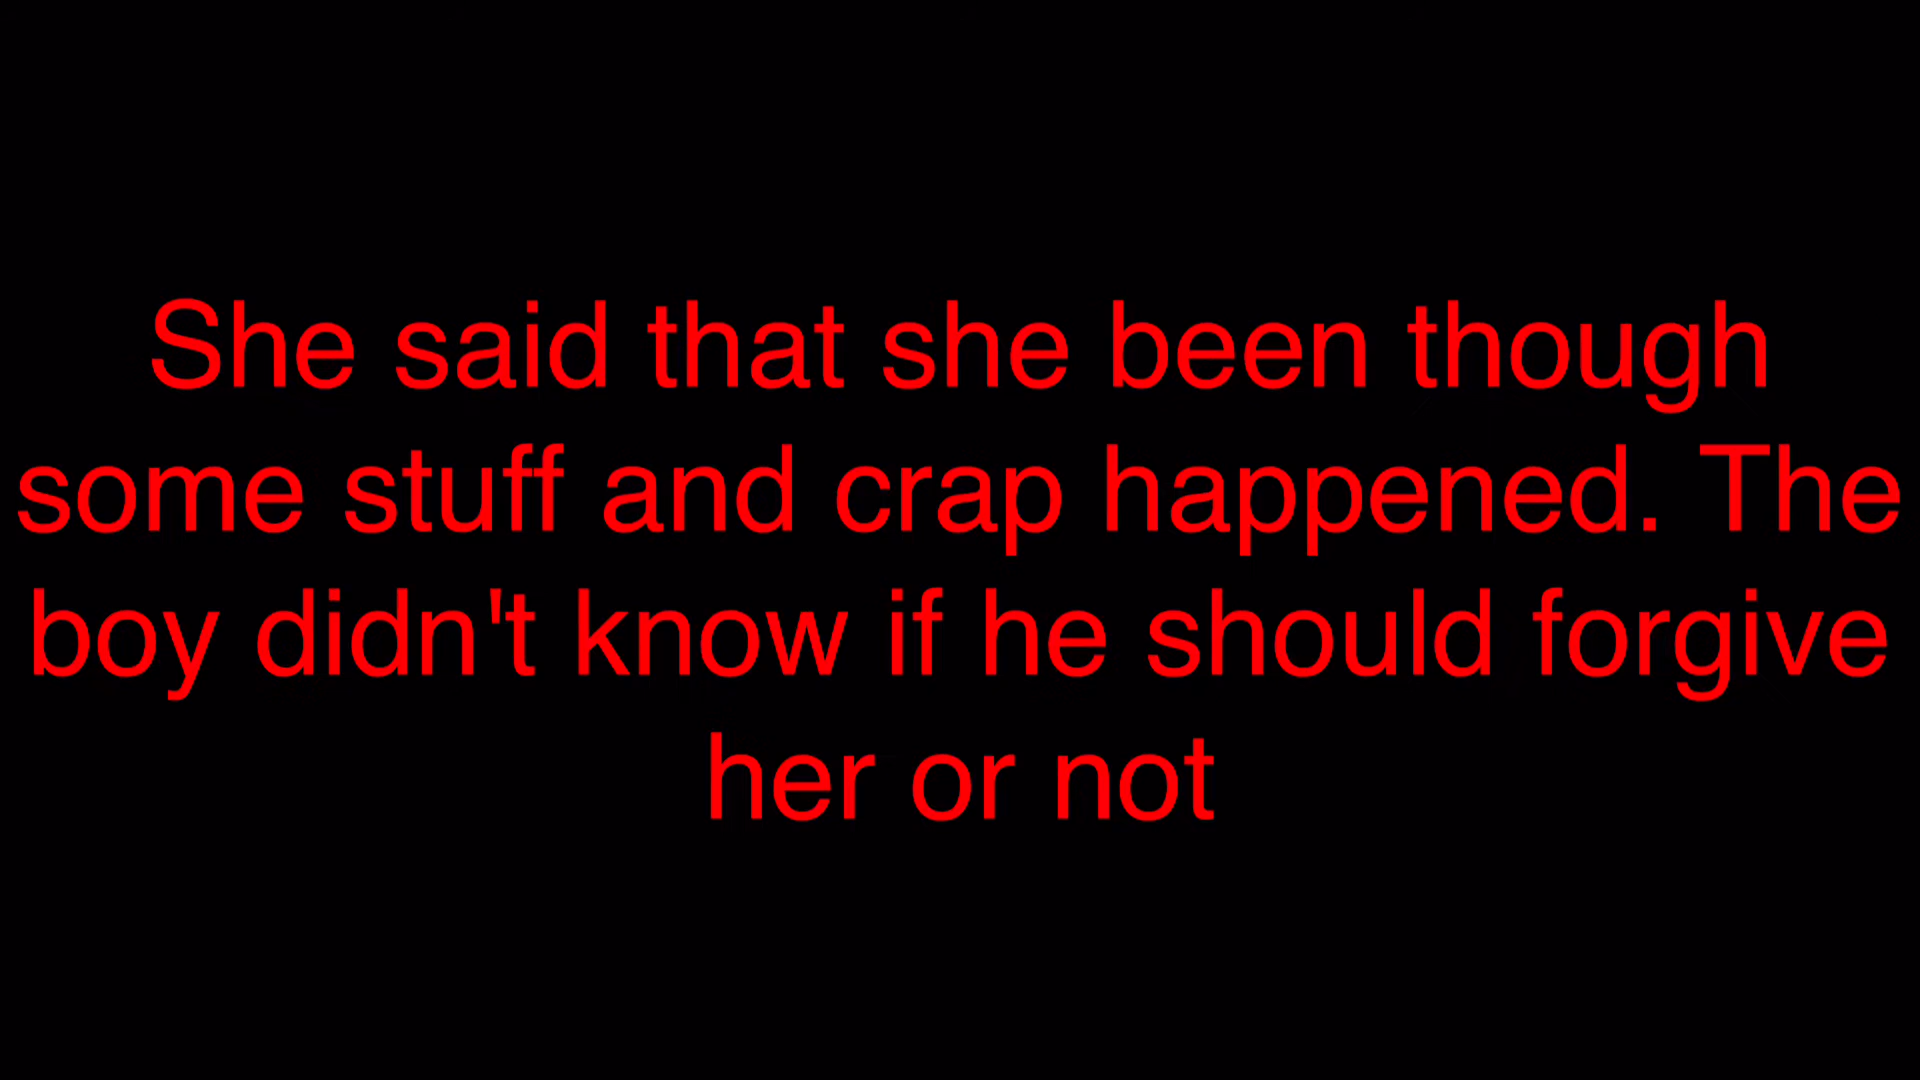 She said that she been though
some stuff and crap happened. The
boy didn't know if he should forgive
her or not